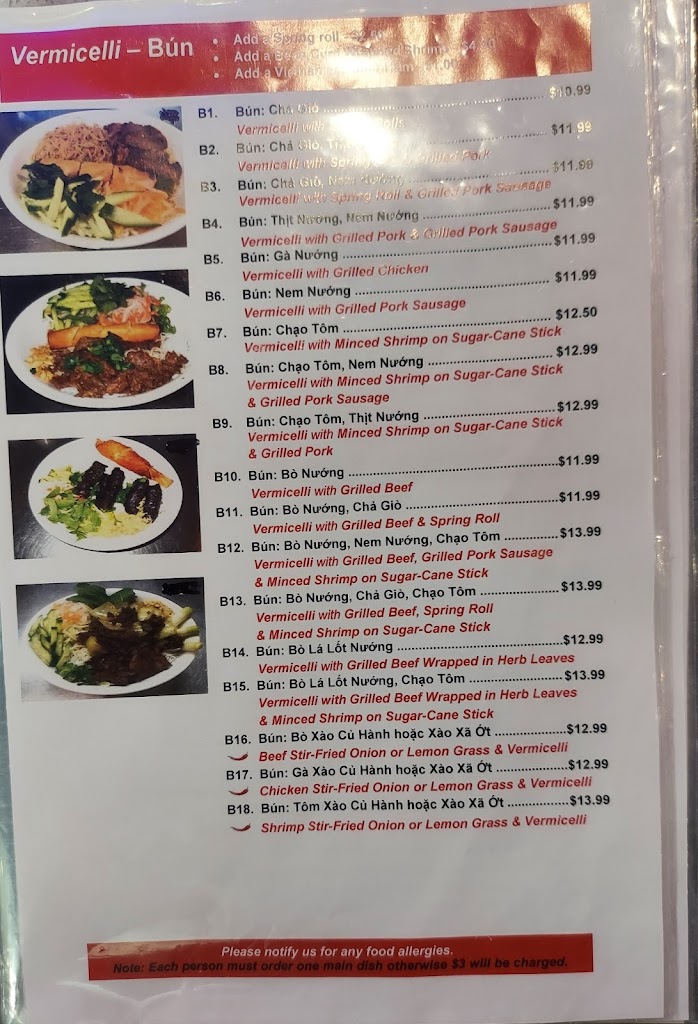 Vermicelli – Bún
• Add a Spring roll
• Add a Shrimp
• Add a
B1. Bún: Chả Giò $10.99
Vermicelli with
B2. Bún: Chả Giò, $11.99
Vermicelli with Spring & Grilled Pork
B3. Bún: Chả Giò, Nem Nướng $11.99
Vermicelli with Spring Roll & Grilled Pork Sausage
B4. Bún: Thịt Nướng, Nem Nướng $11.99
Vermicelli with Grilled Pork & Grilled Pork Sausage
B5. Bún: Gà Nướng $11.99
Vermicelli with Grilled Chicken
B6. Bún: Nem Nướng $11.99
Vermicelli with Grilled Pork Sausage
B7. Bún: Chạo Tôm $12.50
Vermicelli with Minced Shrimp on Sugar-Cane Stick
B8. Bún: Chạo Tôm, Nem Nướng $12.99
Vermicelli with Minced Shrimp on Sugar-Cane Stick
& Grilled Pork Sausage
B9. Bún: Chạo Tôm, Thịt Nướng $12.99
Vermicelli with Minced Shrimp on Sugar-Cane Stick
& Grilled Pork
B10. Bún: Bò Nướng $11.99
Vermicelli with Grilled Beef
B11. Bún: Bò Nướng, Chả Giò $11.99
Vermicelli with Grilled Beef & Spring Roll
B12. Bún: Bò Nướng, Nem Nướng, Chạo Tôm $13.99
Vermicelli with Grilled Beef, Grilled Pork Sausage
& Minced Shrimp on Sugar-Cane Stick
B13. Bún: Bò Nướng, Chả Giò, Chạo Tôm $13.99
Vermicelli with Grilled Beef, Spring Roll
& Minced Shrimp on Sugar-Cane Stick
B14. Bún: Bò Lá Lốt Nướng $12.99
Vermicelli with Grilled Beef Wrapped in Herb Leaves
B15. Bún: Bò Lá Lốt Nướng, Chạo Tôm $13.99
Vermicelli with Grilled Beef Wrapped in Herb Leaves
& Minced Shrimp on Sugar-Cane Stick
B16. Bún: Bò Xào Củ Hành hoặc Xào Xã Ớt $12.99
Beef Stir-Fried Onion or Lemon Grass & Vermicelli
B17. Bún: Gà Xào Củ Hành hoặc Xào Xã Ớt $12.99
Chicken Stir-Fried Onion or Lemon Grass & Vermicelli
B18. Bún: Tôm Xào Củ Hành hoặc Xào Xã Ớt $13.99
Shrimp Stir-Fried Onion or Lemon Grass & Vermicelli
Please notify us for any food allergies.
Note: Each person must order one main dish otherwise $3 will be charged.